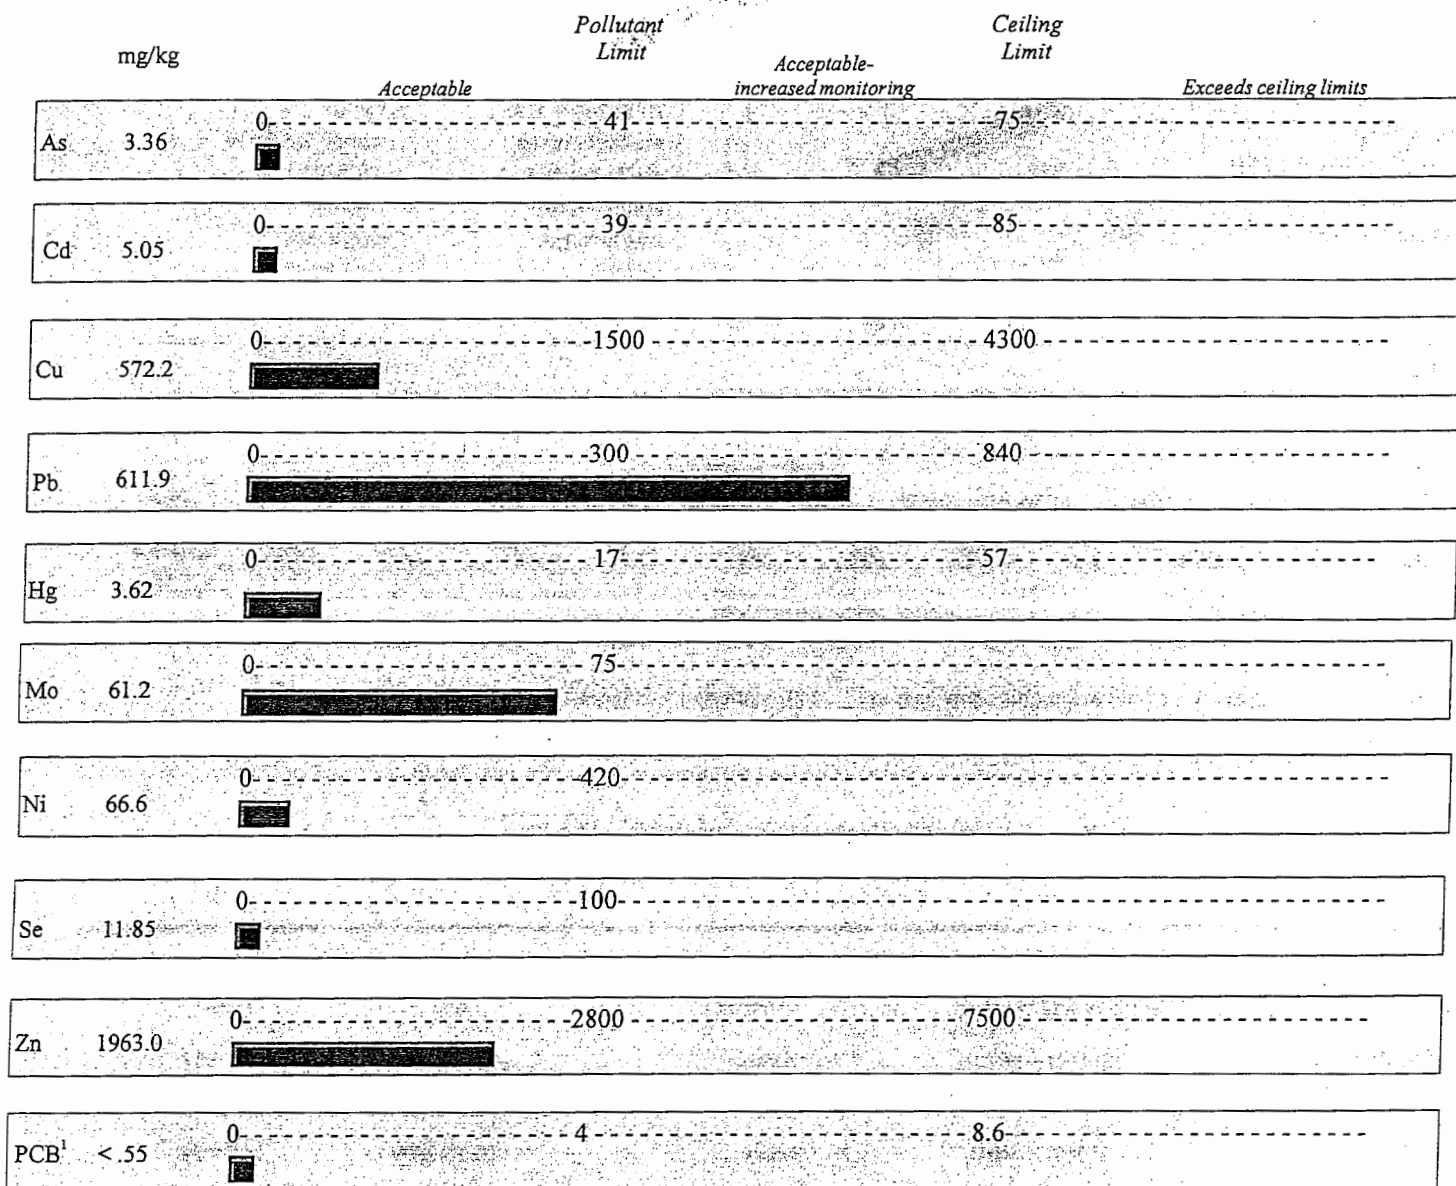 Pollutant
Limit
Ceiling
Limit
mg/kg
Acceptable
Acceptable-
increased monitoring
Exceeds ceiling limits
0 41 75
As 3.36
0 39 85
Cd 5.05
0 1500 4300
Cu 572.2
0 300 840
Pb 611.9
0 17 57
Hg 3.62
0 75
Mo 61.2
0 420
Ni 66.6
0 100
Se 11.85
0 2800 7500
Zn 1963.0
0 4 8.6
PCB¹ < .55